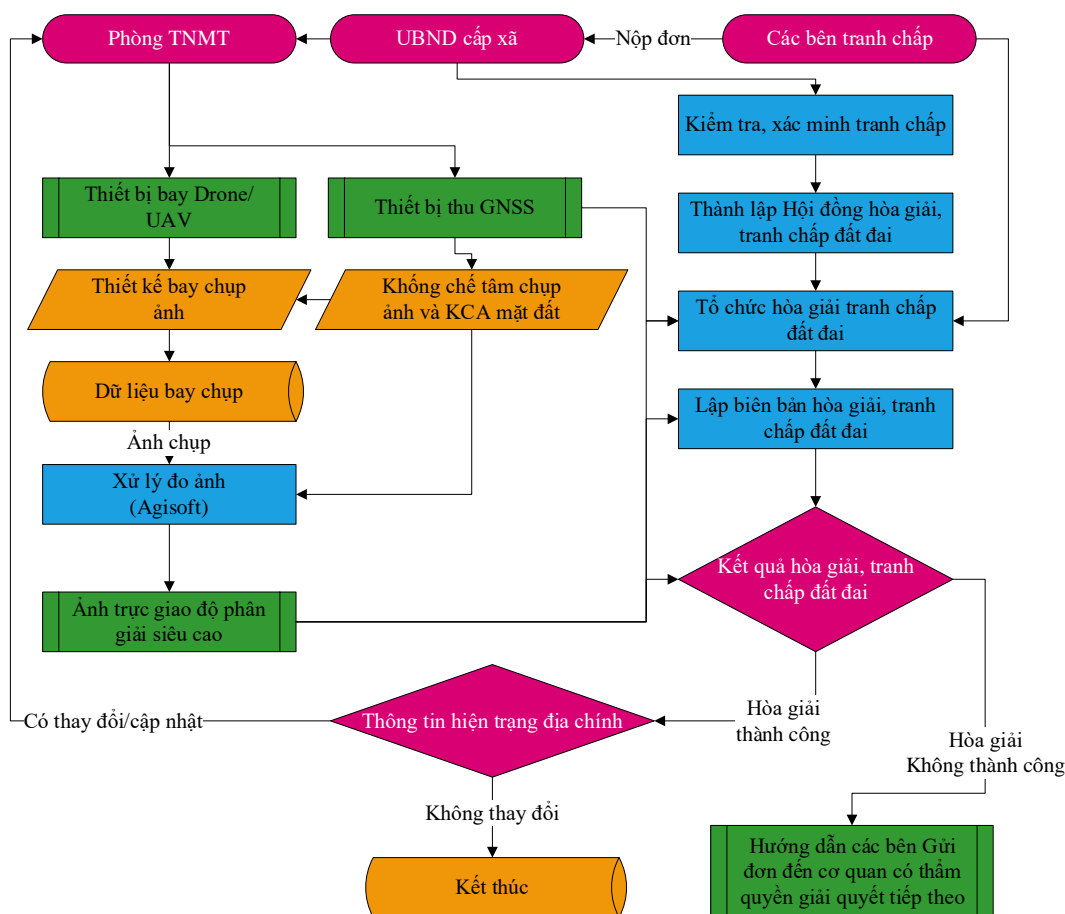 Phòng TNMT
UBND cấp xã
Nộp đơn
Các bên tranh chấp
Kiểm tra, xác minh tranh chấp
Thiết bị bay Drone/
UAV
Thiết bị thu GNSS
Thành lập Hội đồng hòa giải,
tranh chấp đất đai
Thiết kế bay chụp
ảnh
Khống chế tâm chụp
ảnh và KCA mặt đất
Tổ chức hòa giải tranh chấp
đất đai
Dữ liệu bay chụp
Lập biên bản hòa giải, tranh
chấp đất đai
Ảnh chụp
Xử lý đo ảnh
(Agisoft)
Kết quả hòa giải, tranh
chấp đất đai
Ảnh trực giao độ phân
giải siêu cao
Có thay đổi/cập nhật
Thông tin hiện trạng địa chính
Hòa giải
thành công
Hòa giải
Không thành công
Không thay đổi
Kết thúc
Hướng dẫn các bên Gửi
đơn đến cơ quan có thẩm
quyền giải quyết tiếp theo